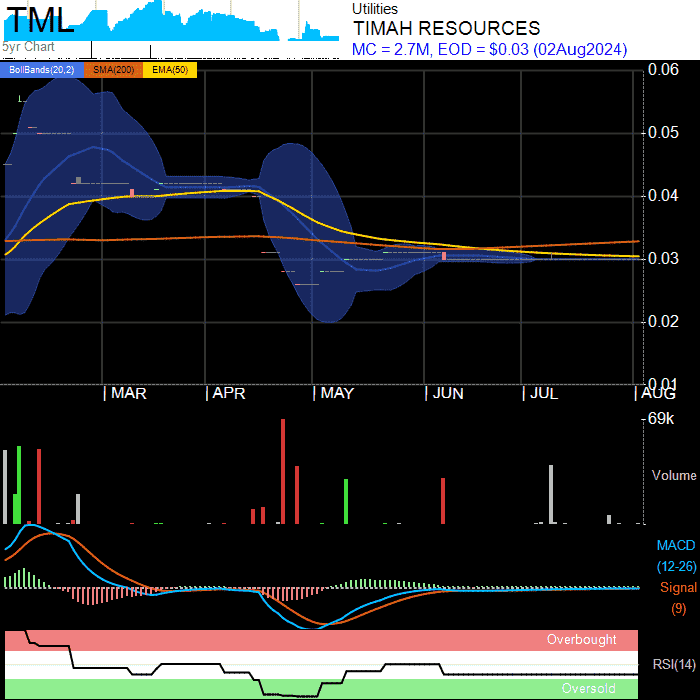 TML
5yr Chart
Utilities
TIMAH RESOURCES
MC = 2.7M, EOD = $0.03 (02Aug2024)
BollBands(20,2) SMA(200) EMA(50)
0.06
0.05
0.04
0.03
0.02
0.01
MAR APR MAY JUN JUL AUG
69k
Volume
MACD
(12-26)
Signal
(9)
Overbought
RSI(14)
Oversold